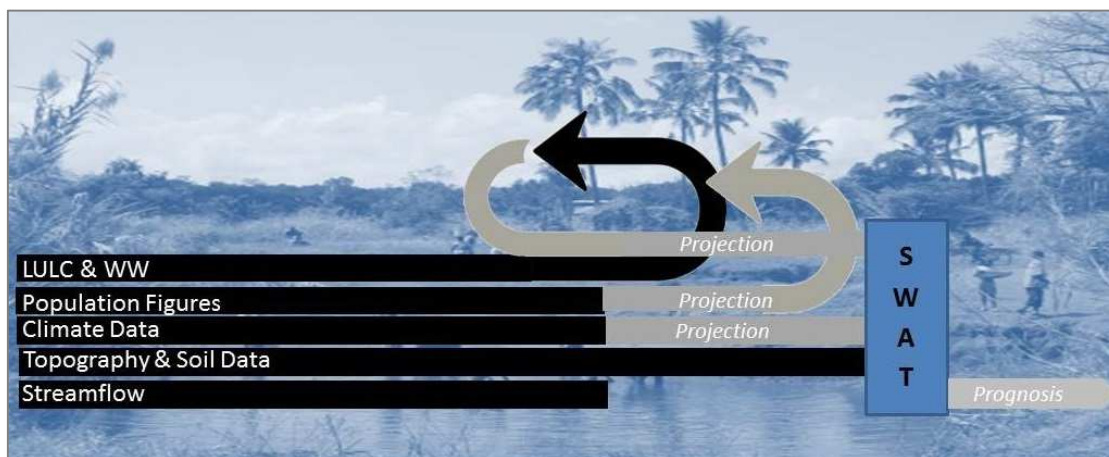 Projection
LULC & WW
Population Figures
Projection
Climate Data
Projection
Topography & Soil Data
Streamflow
S
W
A
T
Prognosis